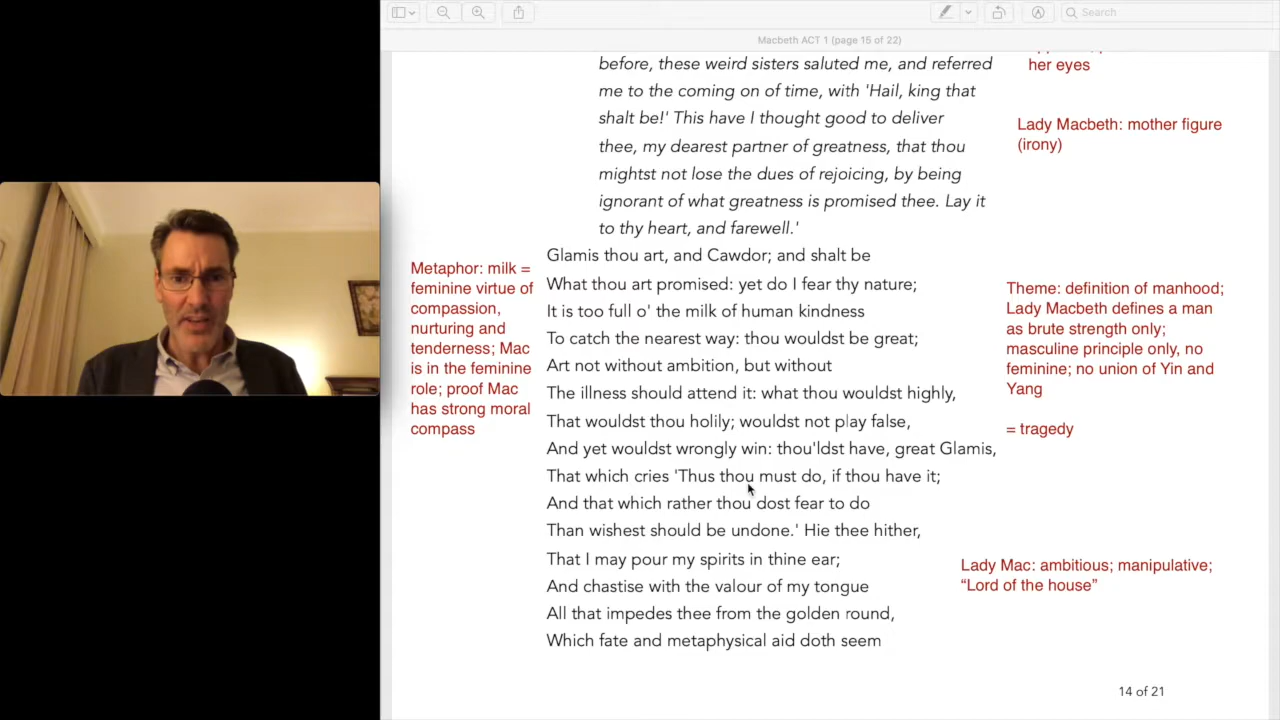 Search
Macbeth ACT 1 (page 15 of 22)
her eyes
before, these weird sisters saluted me, and referred
me to the coming on of time, with 'Hail, king that
shalt be!' This have I thought good to deliver
thee, my dearest partner of greatness, that thou
mightst not lose the dues of rejoicing, by being
ignorant of what greatness is promised thee. Lay it
to thy heart, and farewell.'
Lady Macbeth: mother figure
(irony)
Glamis thou art, and Cawdor; and shalt be
What thou art promised: yet do I fear thy nature;
It is too full o' the milk of human kindness
To catch the nearest way: thou wouldst be great;
Art not without ambition, but without
The illness should attend it: what thou wouldst highly,
That wouldst thou holily; wouldst not play false,
And yet wouldst wrongly win: thou'ldst have, great Glamis,
That which cries 'Thus thou must do, if thou have it;
And that which rather thou dost fear to do
Than wishest should be undone.' Hie thee hither,
That I may pour my spirits in thine ear;
And chastise with the valour of my tongue
All that impedes thee from the golden round,
Which fate and metaphysical aid doth seem
Metaphor: milk =
feminine virtue of
compassion,
nurturing and
tenderness; Mac
is in the feminine
role; proof Mac
has strong moral
compass
Theme: definition of manhood;
Lady Macbeth defines a man
as brute strength only;
masculine principle only, no
feminine; no union of Yin and
Yang
= tragedy
Lady Mac: ambitious; manipulative;
“Lord of the house”
14 of 21